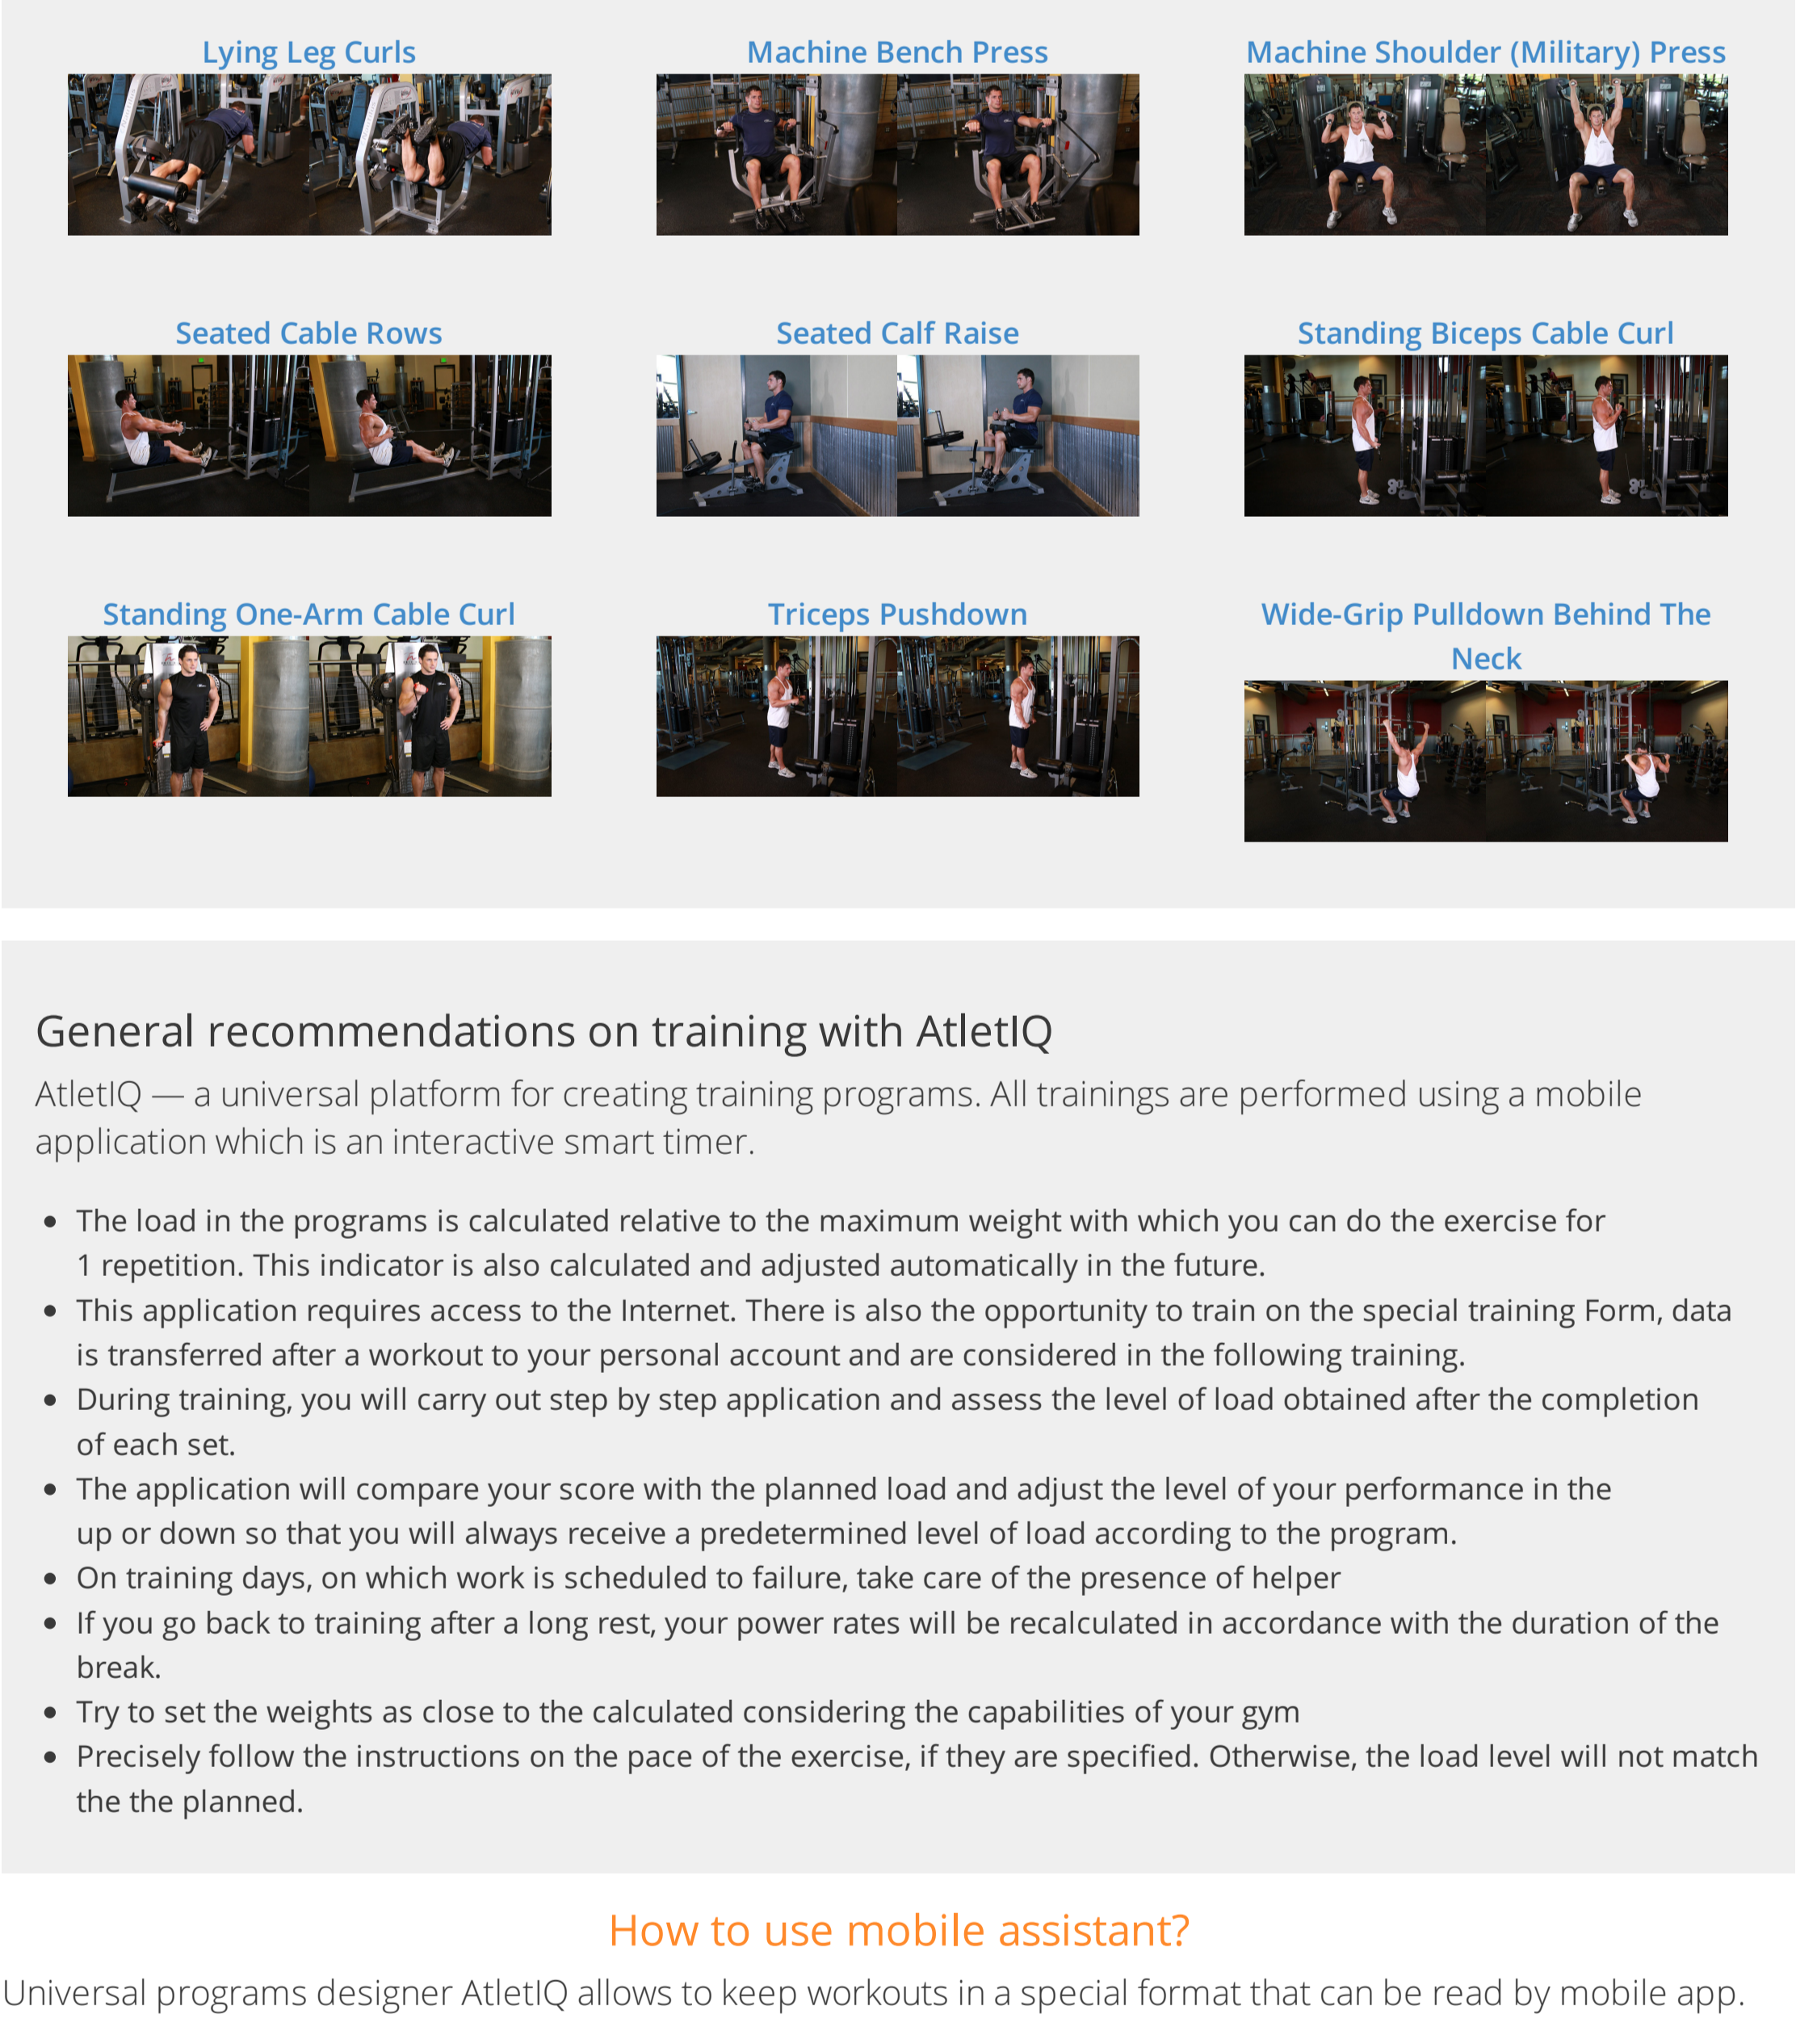 Lying Leg Curls
Machine Bench Press
Machine Shoulder (Military) Press
Seated Cable Rows
Seated Calf Raise
Standing Biceps Cable Curl
Standing One-Arm Cable Curl
Triceps Pushdown
Wide-Grip Pulldown Behind The
Neck
General recommendations on training with AtletIQ
AtletIQ — a universal platform for creating training programs. All trainings are performed using a mobile
application which is an interactive smart timer.
• The load in the programs is calculated relative to the maximum weight with which you can do the exercise for
1 repetition. This indicator is also calculated and adjusted automatically in the future.
• This application requires access to the Internet. There is also the opportunity to train on the special training Form, data
is transferred after a workout to your personal account and are considered in the following training.
• During training, you will carry out step by step application and assess the level of load obtained after the completion
of each set.
• The application will compare your score with the planned load and adjust the level of your performance in the
up or down so that you will always receive a predetermined level of load according to the program.
• On training days, on which work is scheduled to failure, take care of the presence of helper
• If you go back to training after a long rest, your power rates will be recalculated in accordance with the duration of the
break.
• Try to set the weights as close to the calculated considering the capabilities of your gym
• Precisely follow the instructions on the pace of the exercise, if they are specified. Otherwise, the load level will not match
the the planned.
How to use mobile assistant?
Universal programs designer AtletIQ allows to keep workouts in a special format that can be read by mobile app.